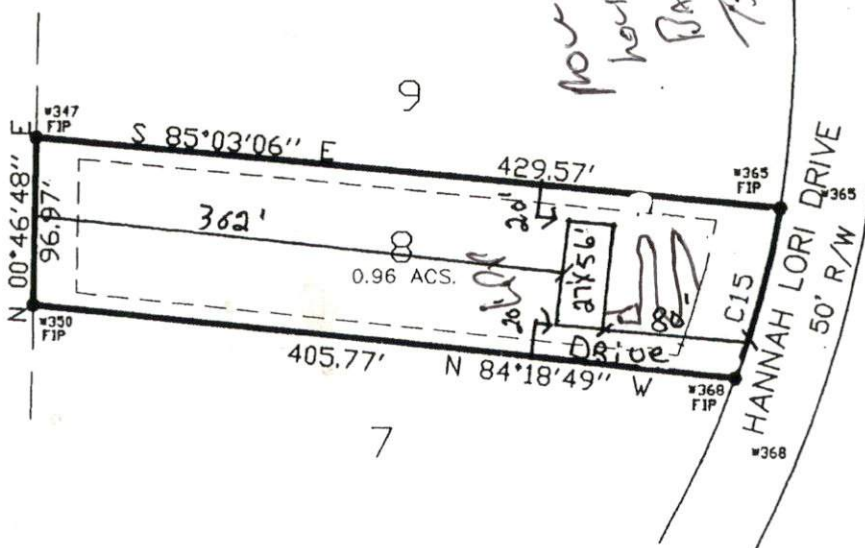 9
#347
FIP
S 85°03'06" E
429.57'
#365
FIP
#365
N 00°46'48" E
96.97'
362'
8
0.96 ACS.
20'
27'X56'
20'
80'
C15
Drive
HANNAH LORI DRIVE
50' R/W
#350
FIP
405.77'
N 84°18'49" W
#368
FIP
#368
7